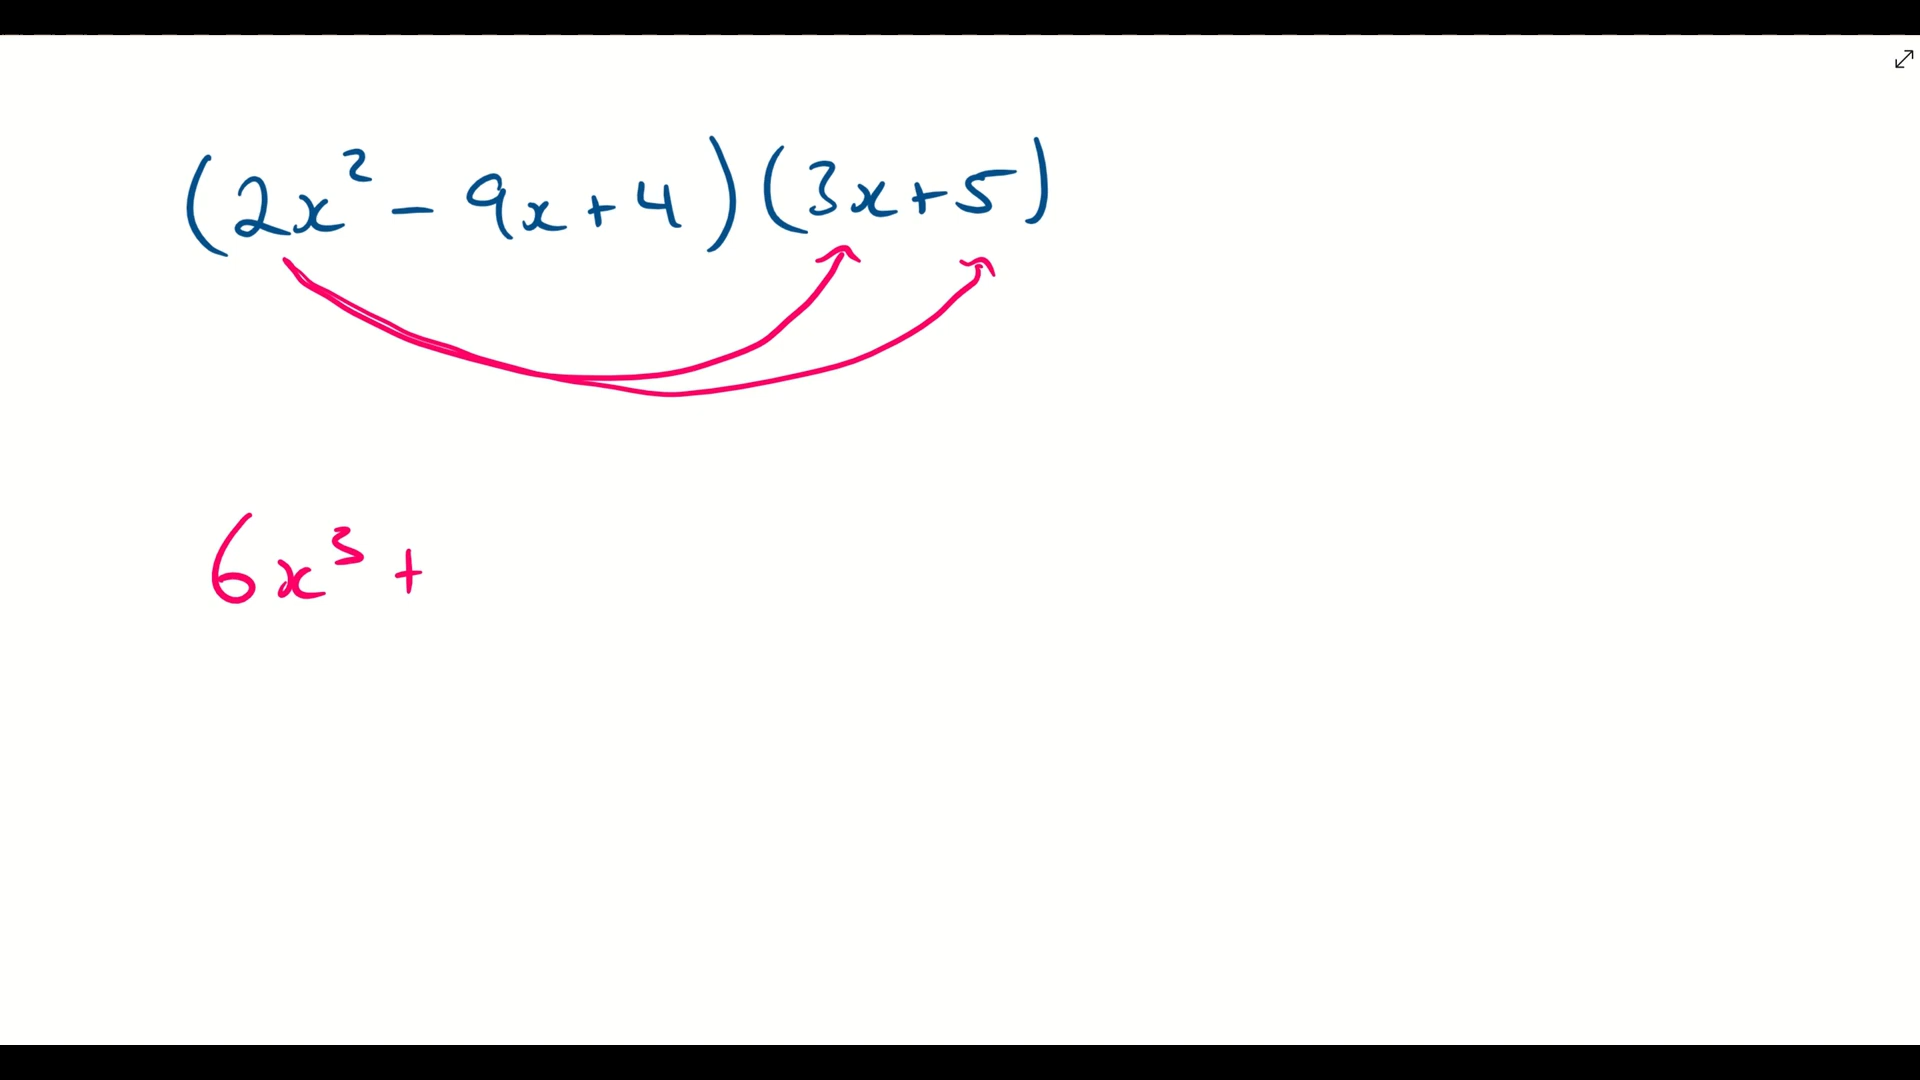 (2x² - 9x + 4)(3x + 5)
6x³ +